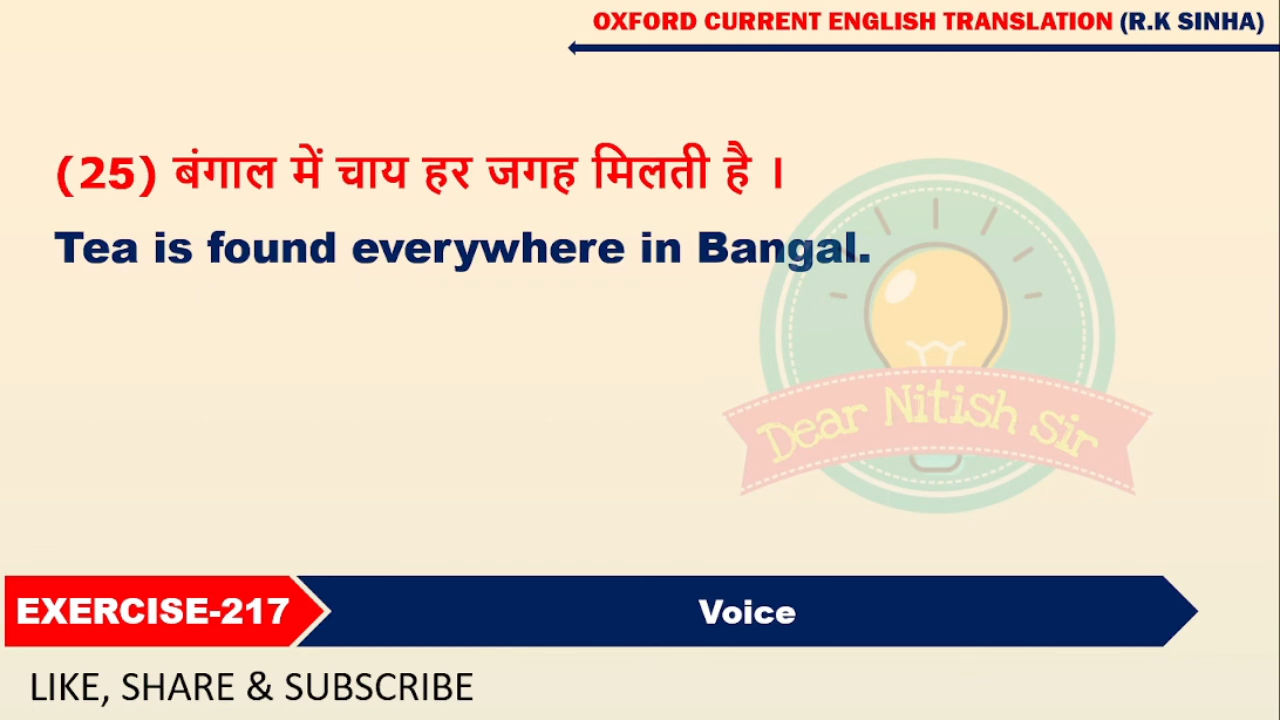 OXFORD CURRENT ENGLISH TRANSLATION (R.K SINHA)
(25) बंगाल में चाय हर जगह मिलती है ।
Tea is found everywhere in Bangal.
Dear Nitish sir
EXERCISE-217
Voice
LIKE, SHARE & SUBSCRIBE